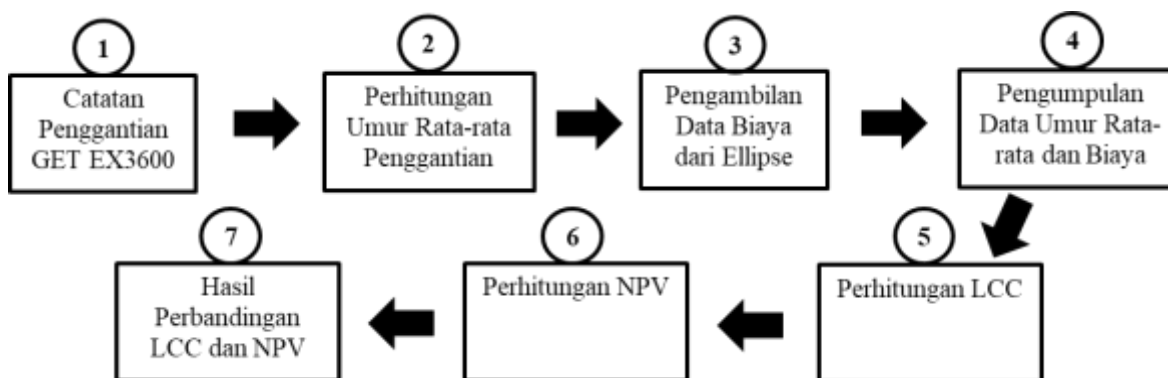 1
Catatan
Penggantian
GET EX3600
2
Perhitungan
Umur Rata-rata
Penggantian
3
Pengambilan
Data Biaya
dari Ellipse
4
Pengumpulan
Data Umur Rata-
rata dan Biaya
5
Perhitungan LCC
6
Perhitungan NPV
7
Hasil
Perbandingan
LCC dan NPV